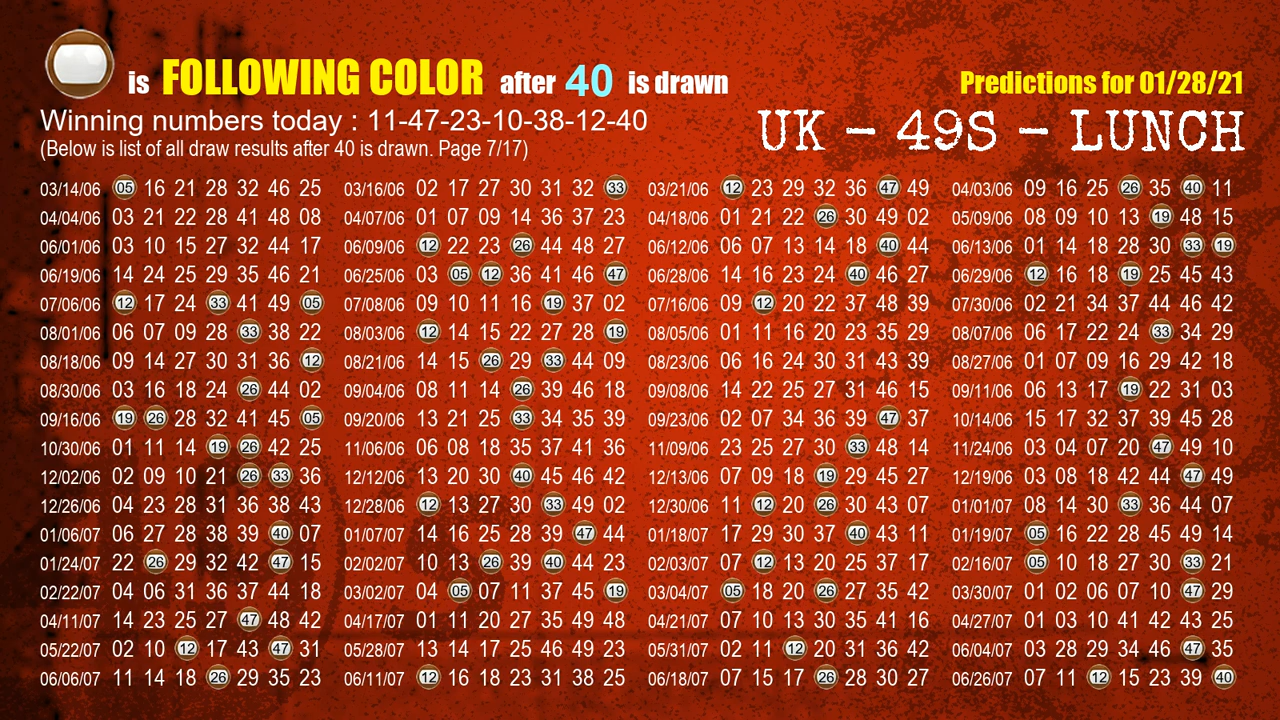 is FOLLOWING COLOR after 40 is drawn
Predictions for 01/28/21
Winning numbers today : 11-47-23-10-38-12-40
UK - 49S - LUNCH
(Below is list of all draw results after 40 is drawn. Page 7/17)
03/14/06 05 16 21 28 32 46 25 03/16/06 02 17 27 30 31 32 33 03/21/06 12 23 29 32 36 47 49 04/03/06 09 16 25 26 35 40 11
04/04/06 03 21 22 28 41 48 08 04/07/06 01 07 09 14 36 37 23 04/18/06 01 21 22 26 30 49 02 05/09/06 08 09 10 13 19 48 15
06/01/06 03 10 15 27 32 44 17 06/09/06 12 22 23 26 44 48 27 06/12/06 06 07 13 14 18 40 44 06/13/06 01 14 18 28 30 33 19
06/19/06 14 24 25 29 35 46 21 06/25/06 03 05 12 36 41 46 47 06/28/06 14 16 23 24 40 46 27 06/29/06 12 16 18 19 25 45 43
07/06/06 12 17 24 33 41 49 05 07/08/06 09 10 11 16 19 37 02 07/16/06 09 12 20 22 37 48 39 07/30/06 02 21 34 37 44 46 42
08/01/06 06 07 09 28 33 38 22 08/03/06 12 14 15 22 27 28 19 08/05/06 01 11 16 20 23 35 29 08/07/06 06 17 22 24 33 34 29
08/18/06 09 14 27 30 31 36 12 08/21/06 14 15 26 29 33 44 09 08/23/06 06 16 24 30 31 43 39 08/27/06 01 07 09 16 29 42 18
08/30/06 03 16 18 24 26 44 02 09/04/06 08 11 14 26 39 46 18 09/08/06 14 22 25 27 31 46 15 09/11/06 06 13 17 19 22 31 03
09/16/06 19 26 28 32 41 45 05 09/20/06 13 21 25 33 34 35 39 09/23/06 02 07 34 36 39 47 37 10/14/06 15 17 32 37 39 45 28
10/30/06 01 11 14 19 26 42 25 11/06/06 06 08 18 35 37 41 36 11/09/06 23 25 27 30 33 48 14 11/24/06 03 04 07 20 47 49 10
12/02/06 02 09 10 21 26 33 36 12/12/06 13 20 30 40 45 46 42 12/13/06 07 09 18 19 29 45 27 12/19/06 03 08 18 42 44 47 49
12/26/06 04 23 28 31 36 38 43 12/28/06 12 13 27 30 33 49 02 12/30/06 11 12 20 26 30 43 07 01/01/07 08 14 30 33 36 44 07
01/06/07 06 27 28 38 39 40 07 01/07/07 14 16 25 28 39 47 44 01/18/07 17 29 30 37 40 43 11 01/19/07 05 16 22 28 45 49 14
01/24/07 22 26 29 32 42 47 15 02/02/07 10 13 26 39 40 44 23 02/03/07 07 12 13 20 25 37 17 02/16/07 05 10 18 27 30 33 21
02/22/07 04 06 31 36 37 44 18 03/02/07 04 05 07 11 37 45 19 03/04/07 05 18 20 26 27 35 42 03/30/07 01 02 06 07 10 47 29
04/11/07 14 23 25 27 47 48 42 04/17/07 01 11 20 27 35 49 48 04/21/07 07 10 30 35 41 16 04/27/07 01 03 10 41 42 43 25
05/22/07 02 10 12 17 43 47 31 05/28/07 13 14 17 25 46 49 23 05/31/07 02 11 12 20 31 36 42 06/04/07 03 28 29 34 46 47 35
06/06/07 11 14 18 26 29 35 23 06/11/07 12 16 18 23 31 38 25 06/18/07 07 15 17 26 28 30 27 06/26/07 07 11 12 15 23 39 40